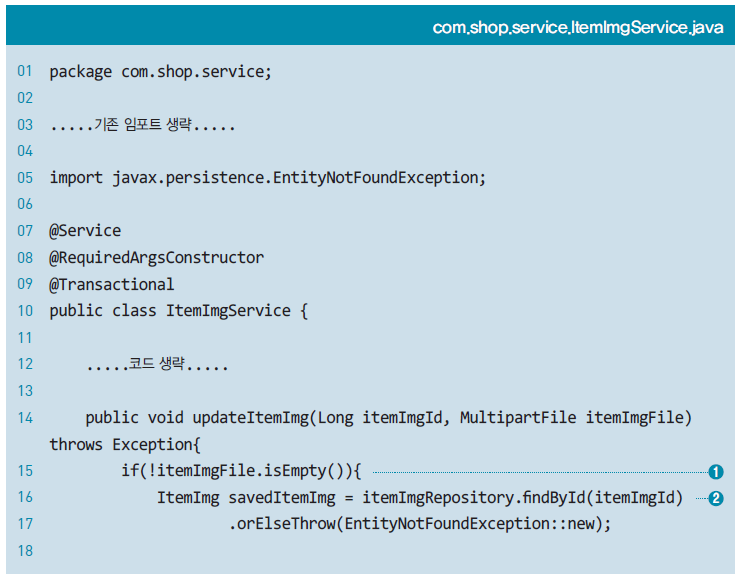 com.shop.service.ItemImgService.java
01 package com.shop.service;
02
03 .....기존 임포트 생략.....
04
05 import javax.persistence.EntityNotFoundException;
06
07 @Service
08 @RequiredArgsConstructor
09 @Transactional
10 public class ItemImgService {
11
12 .....코드 생략.....
13
14 public void updateItemImg(Long itemImgId, MultipartFile itemImgFile)
throws Exception{
15 if(!itemImgFile.isEmpty()){ ❶
16 ItemImg savedItemImg = itemImgRepository.findById(itemImgId) ❷
17 .orElseThrow(EntityNotFoundException::new);
18